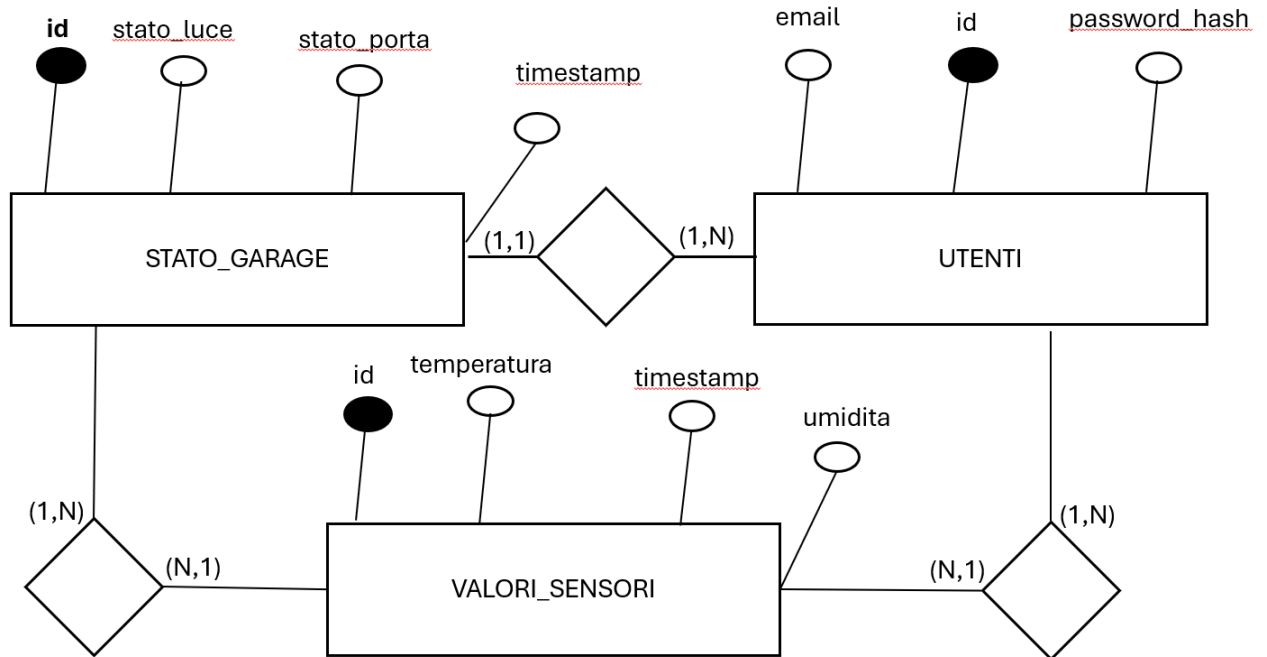 id
stato_luce
stato_porta
timestamp
email
id
password_hash
STATO_GARAGE
(1,1)
(1,N)
UTENTI
id
temperatura
timestamp
umidita
(1,N)
(N,1)
VALORI_SENSORI
(N,1)
(1,N)